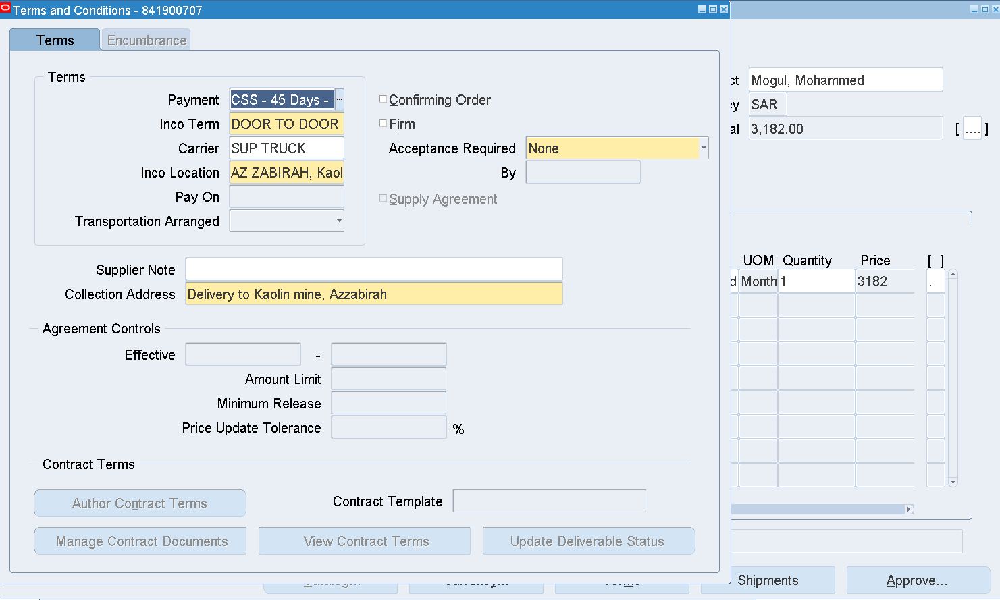 Terms and Conditions - 841900707
Terms
Encumbrance
Terms
Payment CSS - 45 Days -
Inco Term DOOR TO DOOR
Carrier SUP TRUCK
Inco Location AZ ZABIRAH, Kaol
Pay On
Transportation Arranged
Confirming Order
Firm
Acceptance Required None
By
Supply Agreement
Supplier Note
Collection Address Delivery to Kaolin mine, Azzabirah
Agreement Controls
Effective -
Amount Limit
Minimum Release
Price Update Tolerance %
Contract Terms
Author Contract Terms
Contract Template
Manage Contract Documents
View Contract Terms
Update Deliverable Status
ct Mogul, Mohammed
cy SAR
al 3,182.00 [ .... ]
UOM Quantity Price [ ]
d Month 1 3182 .
Shipments
Approve...